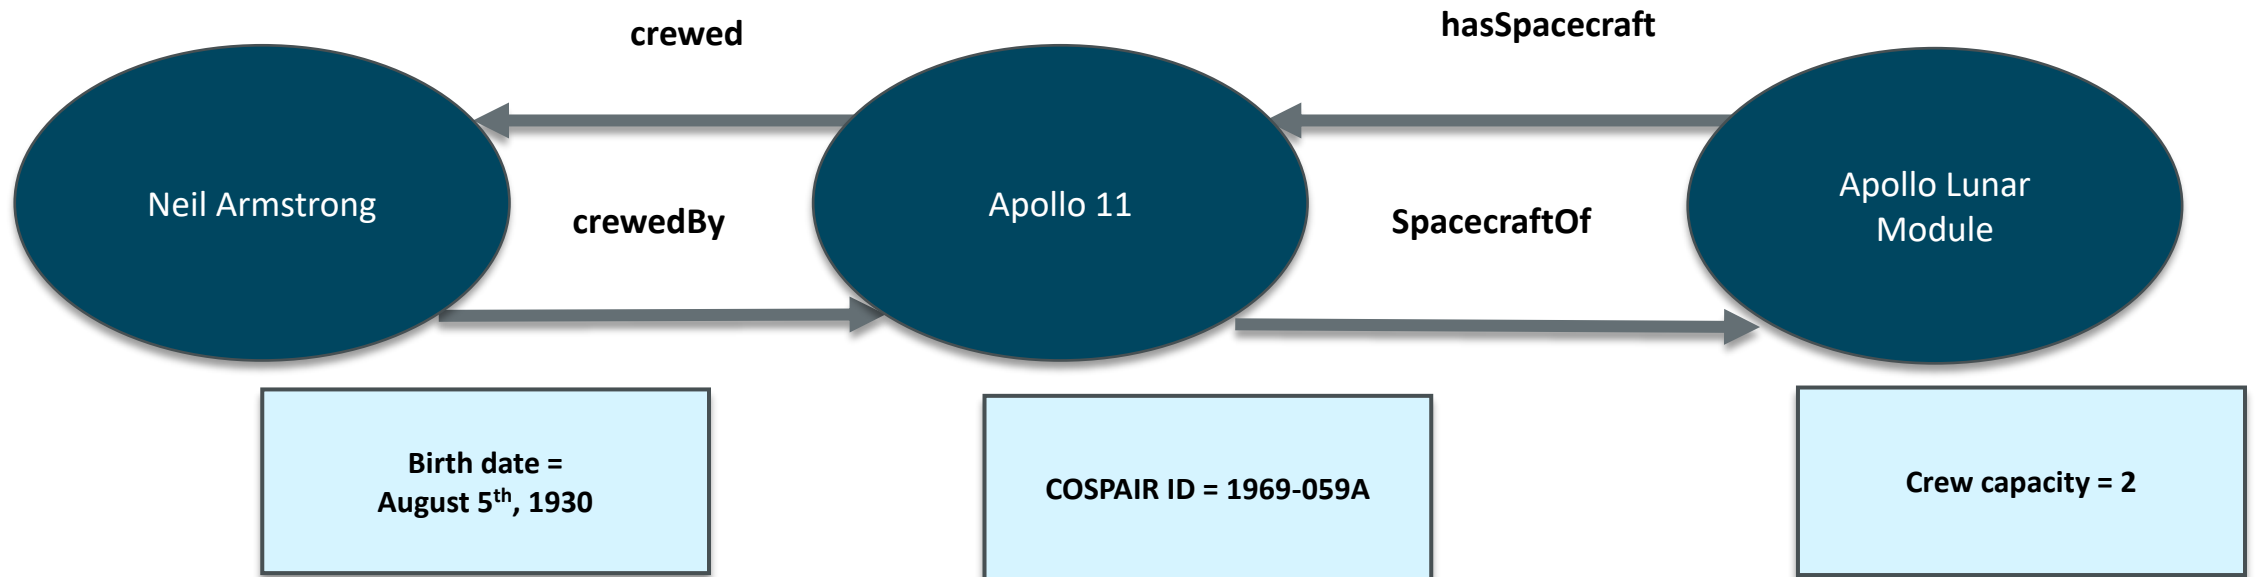 crewed
hasSpacecraft
Neil Armstrong
crewedBy
Apollo 11
SpacecraftOf
Apollo Lunar
Module
Birth date =
August 5th, 1930
COSPAIR ID = 1969-059A
Crew capacity = 2